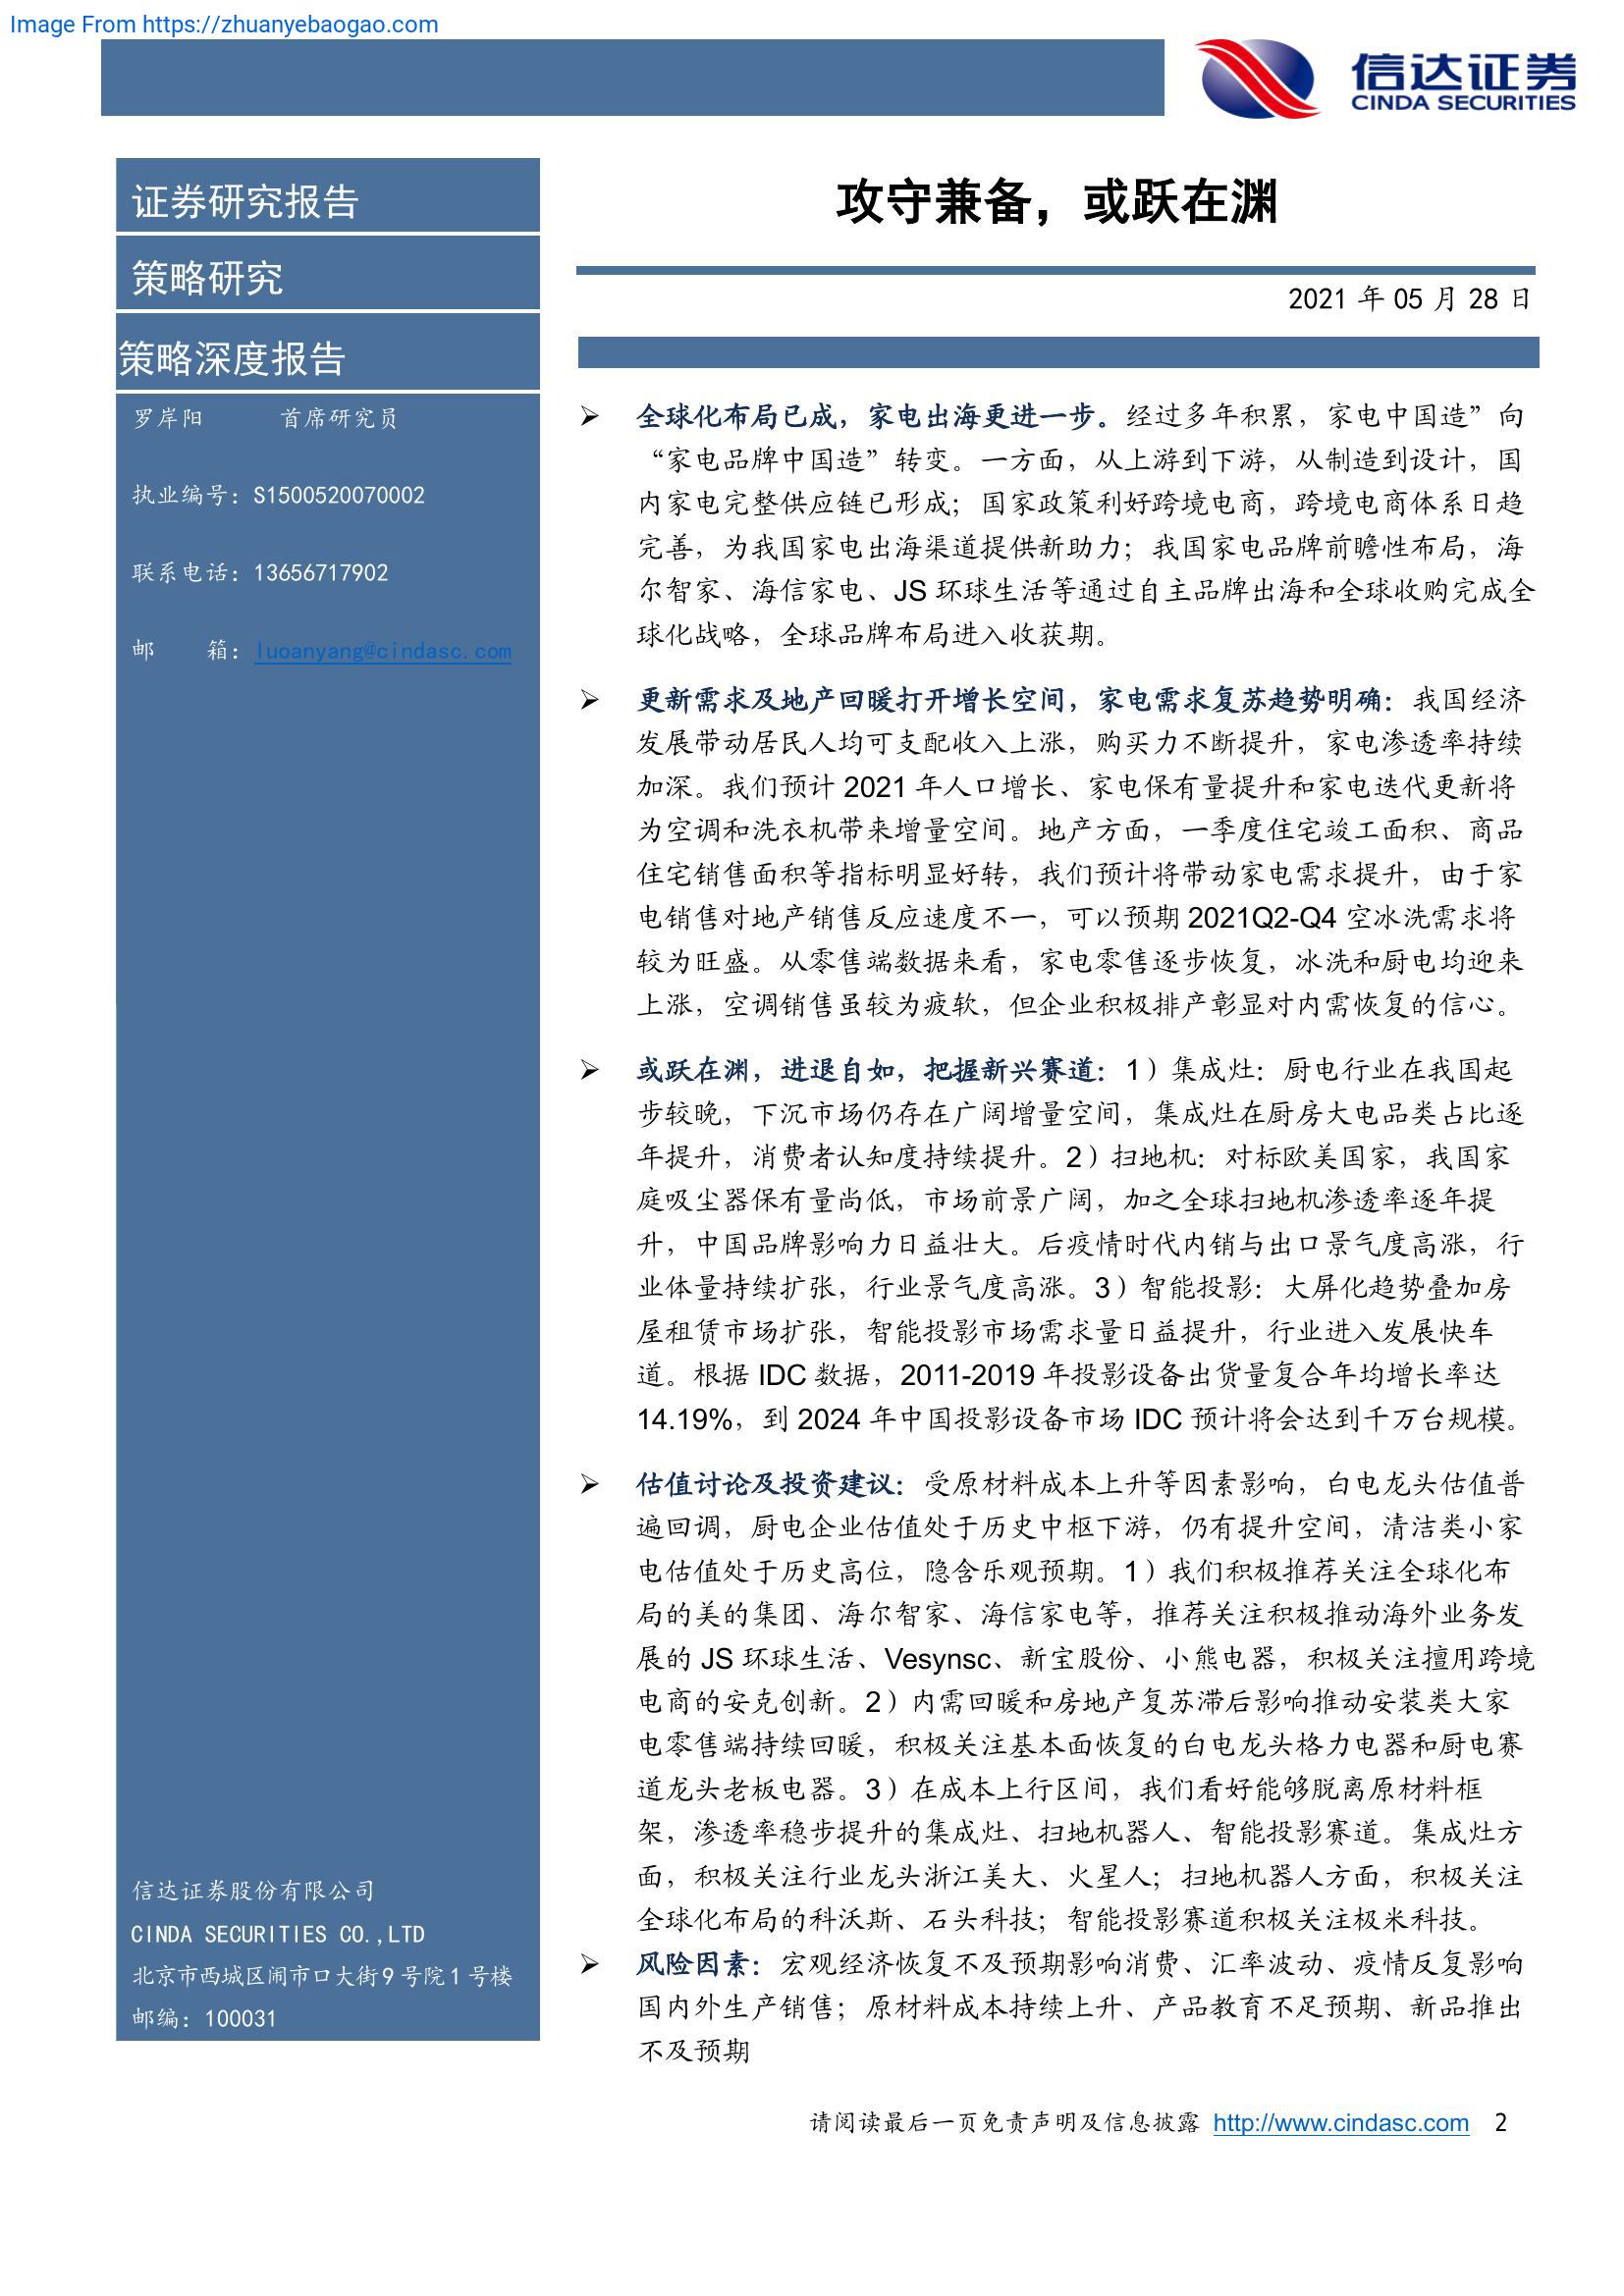 Image From https://zhuanyebaogao.com
信达证券
CINDA SECURITIES
证券研究报告
策略研究
策略深度报告
罗岸阳 首席研究员
执业编号：S1500520070002
联系电话：13656717902
邮 箱：luoanyang@cindasc.com
信达证券股份有限公司
CINDA SECURITIES CO.,LTD
北京市西城区闹市口大街9号院1号楼
邮编：100031
攻守兼备，或跃在渊
2021 年 05 月 28 日
➢ 全球化布局已成，家电出海更进一步。经过多年积累，家电中国造”向
“家电品牌中国造”转变。一方面，从上游到下游，从制造到设计，国
内家电完整供应链已形成；国家政策利好跨境电商，跨境电商体系日趋
完善，为我国家电出海渠道提供新助力；我国家电品牌前瞻性布局，海
尔智家、海信家电、JS 环球生活等通过自主品牌出海和全球收购完成全
球化战略，全球品牌布局进入收获期。
➢ 更新需求及地产回暖打开增长空间，家电需求复苏趋势明确：我国经济
发展带动居民人均可支配收入上涨，购买力不断提升，家电渗透率持续
加深。我们预计 2021 年人口增长、家电保有量提升和家电迭代更新将
为空调和洗衣机带来增量空间。地产方面，一季度住宅竣工面积、商品
住宅销售面积等指标明显好转，我们预计将带动家电需求提升，由于家
电销售对地产销售反应速度不一，可以预期 2021Q2-Q4 空冰洗需求将
较为旺盛。从零售端数据来看，家电零售逐步恢复，冰洗和厨电均迎来
上涨，空调销售虽较为疲软，但企业积极排产彰显对内需恢复的信心。
➢ 或跃在渊，进退自如，把握新兴赛道：1）集成灶：厨电行业在我国起
步较晚，下沉市场仍存在广阔增量空间，集成灶在厨房大电品类占比逐
年提升，消费者认知度持续提升。2）扫地机：对标欧美国家，我国家
庭吸尘器保有量尚低，市场前景广阔，加之全球扫地机渗透率逐年提
升，中国品牌影响力日益壮大。后疫情时代内销与出口景气度高涨，行
业体量持续扩张，行业景气度高涨。3）智能投影：大屏化趋势叠加房
屋租赁市场扩张，智能投影市场需求量日益提升，行业进入发展快车
道。根据 IDC 数据，2011-2019 年投影设备出货量复合年均增长率达
14.19%，到 2024 年中国投影设备市场 IDC 预计将会达到千万台规模。
➢ 估值讨论及投资建议：受原材料成本上升等因素影响，白电龙头估值普
遍回调，厨电企业估值处于历史中枢下游，仍有提升空间，清洁类小家
电估值处于历史高位，隐含乐观预期。1）我们积极推荐关注全球化布
局的美的集团、海尔智家、海信家电等，推荐关注积极推动海外业务发
展的 JS 环球生活、Vesynsc、新宝股份、小熊电器，积极关注擅用跨境
电商的安克创新。2）内需回暖和房地产复苏滞后影响推动安装类大家
电零售端持续回暖，积极关注基本面恢复的白电龙头格力电器和厨电赛
道龙头老板电器。3）在成本上行区间，我们看好能够脱离原材料框
架，渗透率稳步提升的集成灶、扫地机器人、智能投影赛道。集成灶方
面，积极关注行业龙头浙江美大、火星人；扫地机器人方面，积极关注
全球化布局的科沃斯、石头科技；智能投影赛道积极关注极米科技。
➢ 风险因素：宏观经济恢复不及预期影响消费、汇率波动、疫情反复影响
国内外生产销售；原材料成本持续上升、产品教育不足预期、新品推出
不及预期
请阅读最后一页免责声明及信息披露 http://www.cindasc.com 2